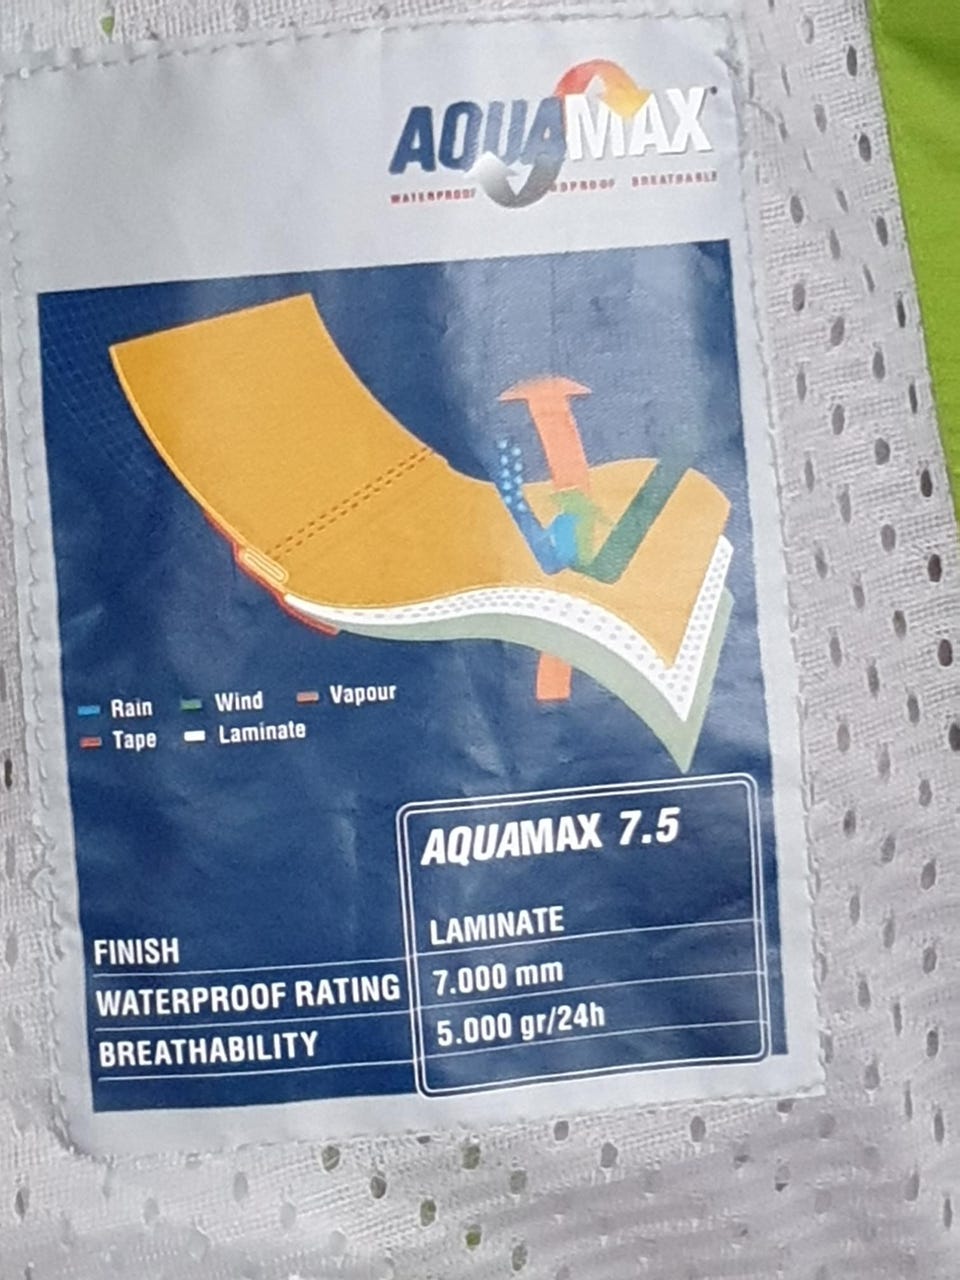 AQUAMAX
WATERPROOF WINDPROOF BREATHABLE
Rain Wind Vapour
Tape Laminate
AQUAMAX 7.5
FINISH LAMINATE
WATERPROOF RATING 7.000 mm
BREATHABILITY 5.000 gr/24h